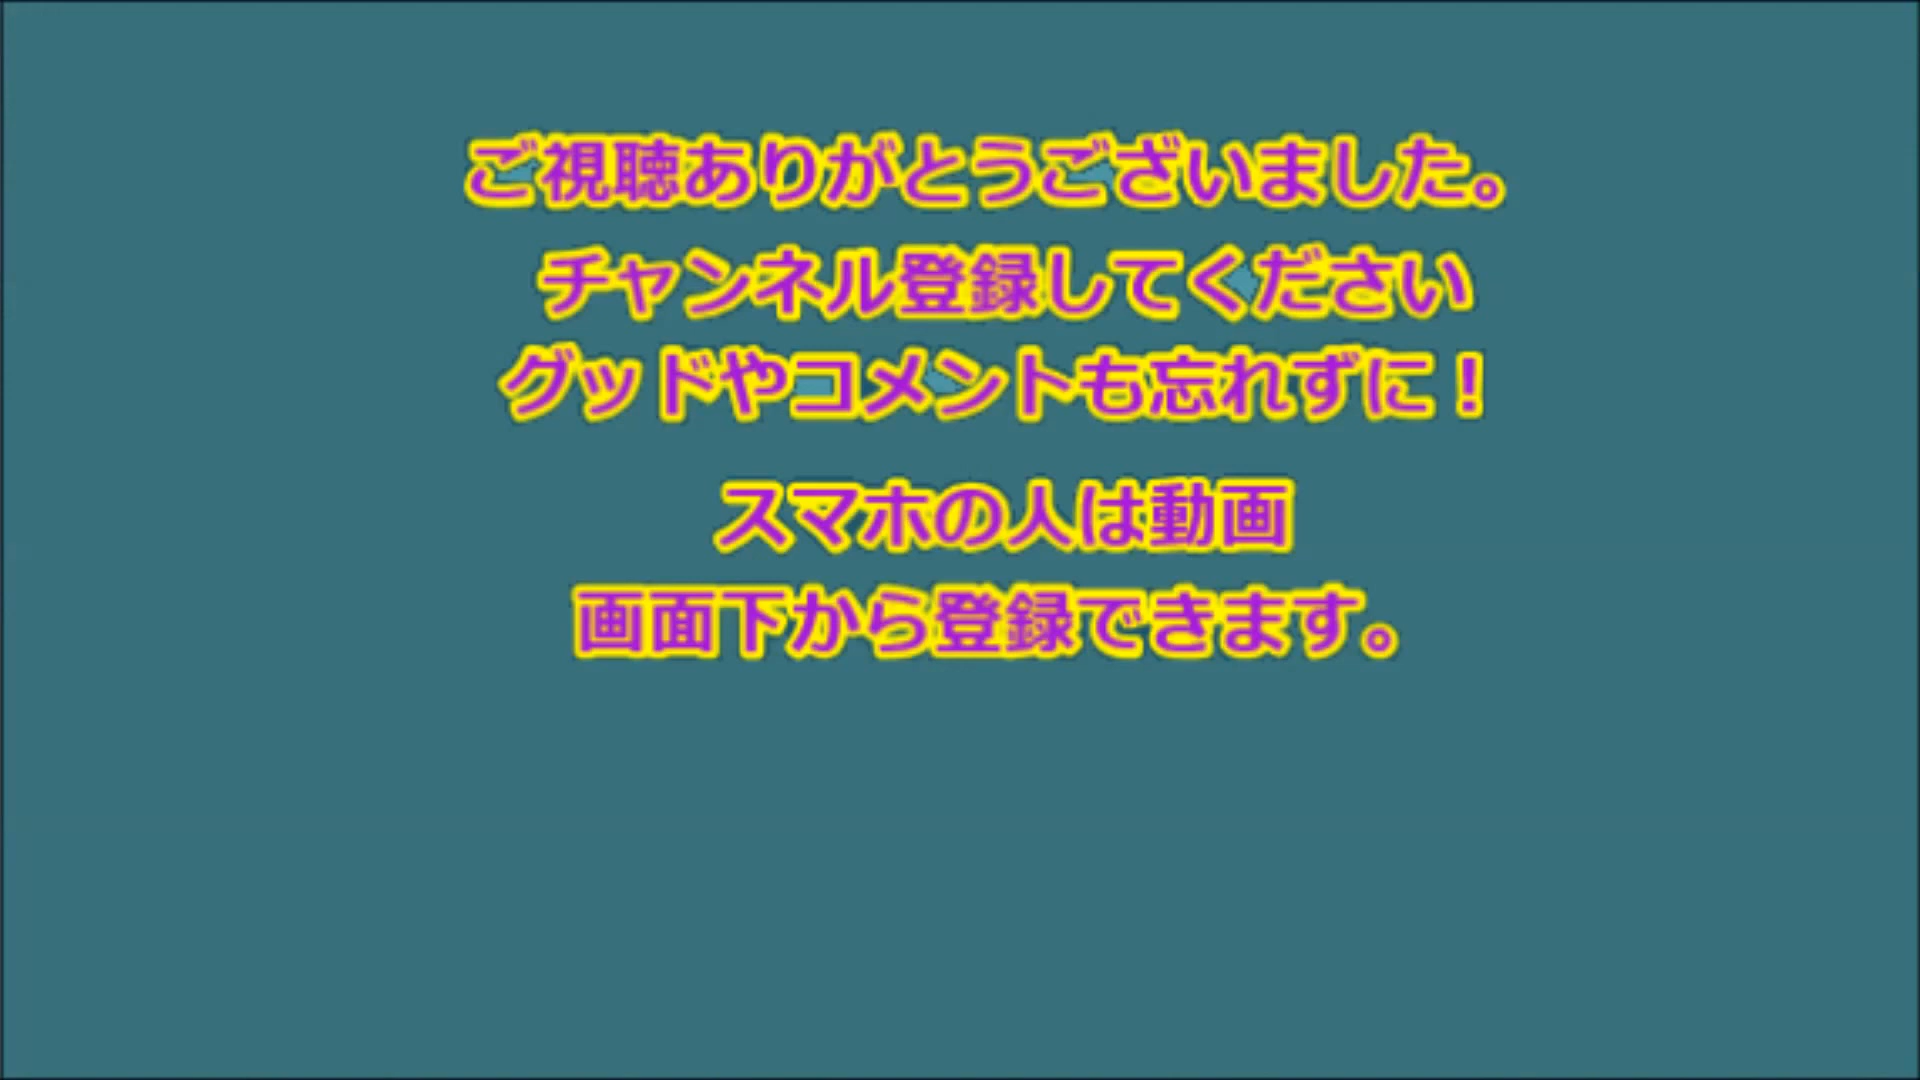 ご視聴ありがとうございました。
チャンネル登録してください
グッドやコメントも忘れずに！
スマホの人は動画
画面下から登録できます。